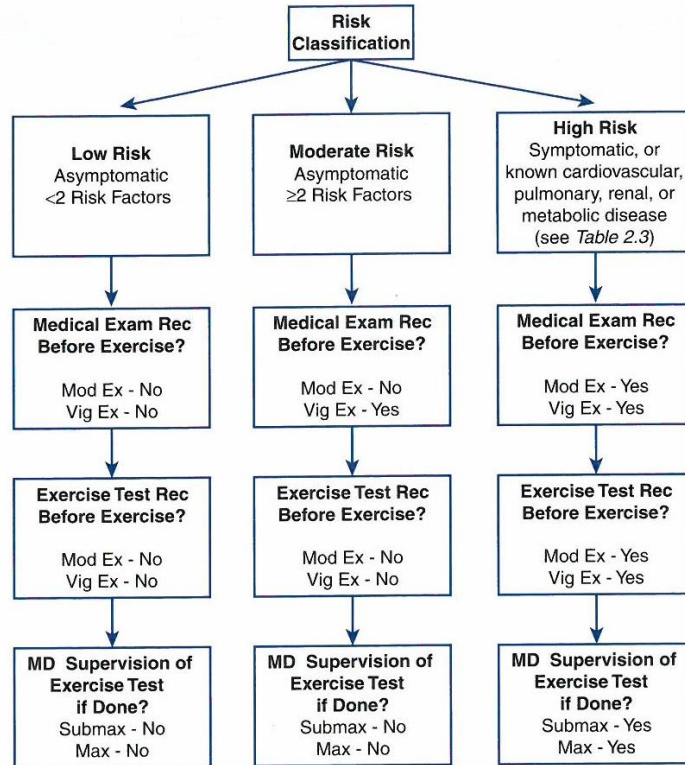 Risk
Classification
Low Risk
Asymptomatic
<2 Risk Factors
Moderate Risk
Asymptomatic
≥2 Risk Factors
High Risk
Symptomatic, or
known cardiovascular,
pulmonary, renal, or
metabolic disease
(see Table 2.3)
Medical Exam Rec
Before Exercise?
Mod Ex - No
Vig Ex - No
Medical Exam Rec
Before Exercise?
Mod Ex - No
Vig Ex - Yes
Medical Exam Rec
Before Exercise?
Mod Ex - Yes
Vig Ex - Yes
Exercise Test Rec
Before Exercise?
Mod Ex - No
Vig Ex - No
Exercise Test Rec
Before Exercise?
Mod Ex - No
Vig Ex - No
Exercise Test Rec
Before Exercise?
Mod Ex - Yes
Vig Ex - Yes
MD Supervision of
Exercise Test
if Done?
Submax - No
Max - No
MD Supervision of
Exercise Test
if Done?
Submax - No
Max - No
MD Supervision of
Exercise Test
if Done?
Submax - Yes
Max - Yes